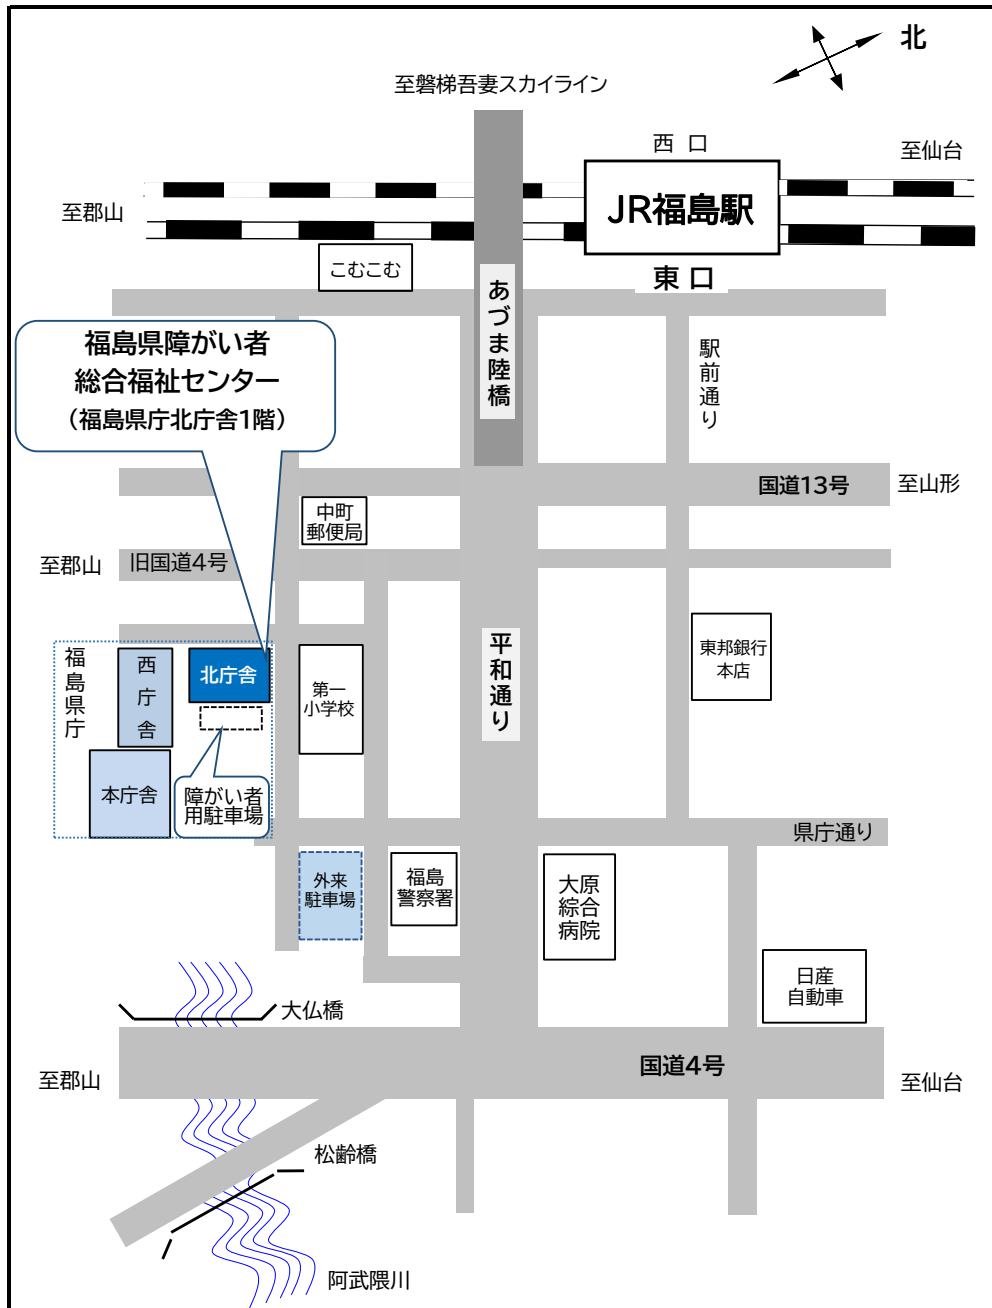 北
至磐梯吾妻スカイライン
西 口
至仙台
JR福島駅
至郡山
こむこむ
東 口
あづま陸橋
駅前通り
福島県障がい者
総合福祉センター
（福島県庁北庁舎1階）
国道13号
至山形
中町
郵便局
至郡山
旧国道4号
平和通り
東邦銀行
本店
福島県庁
西庁舎
北庁舎
第一
小学校
本庁舎
障がい者
用駐車場
県庁通り
外来
駐車場
福島
警察署
大原
綜合
病院
日産
自動車
大仏橋
国道4号
至郡山
至仙台
松齢橋
阿武隈川